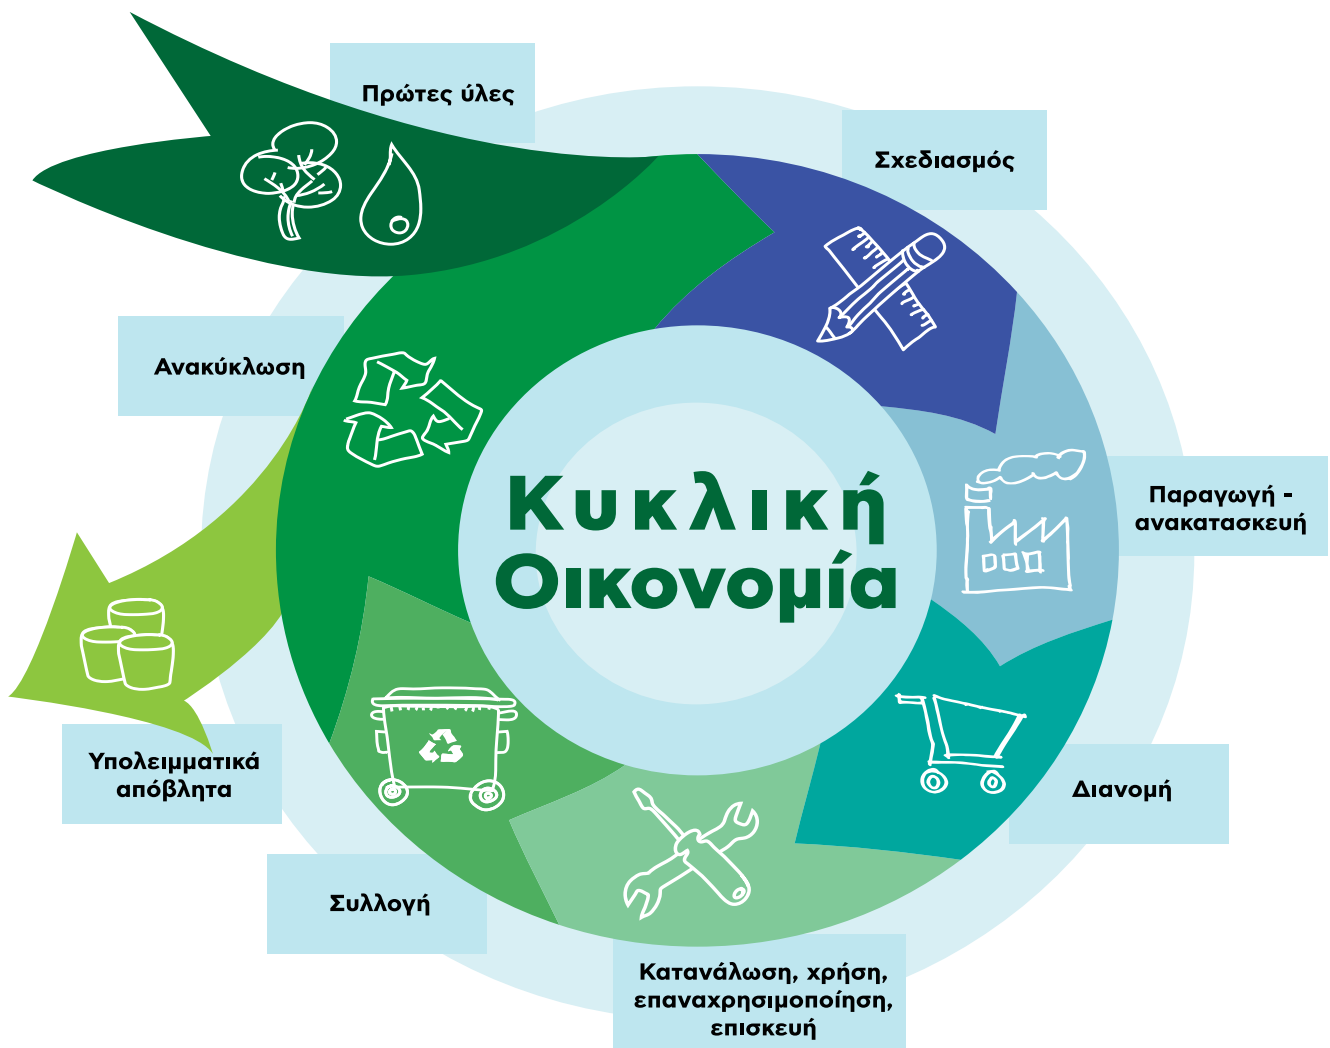 Πρώτες ύλες
Σχεδιασμός
Ανακύκλωση
Κυκλική
Οικονομία
Παραγωγή -
ανακατασκευή
Υπολειμματικά
απόβλητα
Διανομή
Συλλογή
Κατανάλωση, χρήση,
επαναχρησιμοποίηση,
επισκευή